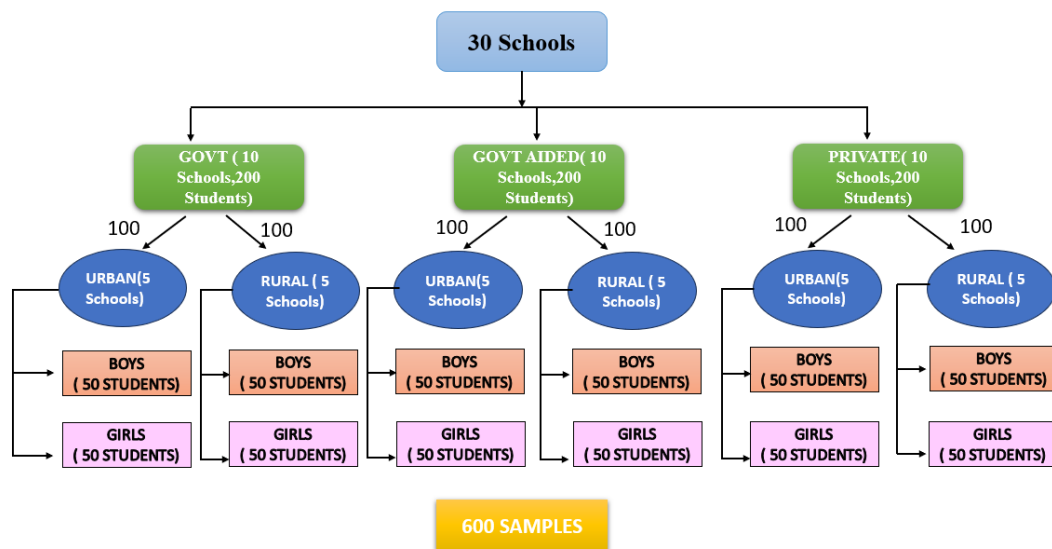 30 Schools
GOVT ( 10
Schools,200
Students)
GOVT AIDED( 10
Schools,200
Students)
PRIVATE( 10
Schools,200
Students)
100
100
100
100
100
100
URBAN(5
Schools)
RURAL ( 5
Schools)
URBAN(5
Schools)
RURAL ( 5
Schools)
URBAN(5
Schools)
RURAL ( 5
Schools)
BOYS
( 50 STUDENTS)
BOYS
( 50 STUDENTS)
BOYS
( 50 STUDENTS)
BOYS
( 50 STUDENTS)
BOYS
( 50 STUDENTS)
BOYS
( 50 STUDENTS)
GIRLS
( 50 STUDENTS)
GIRLS
( 50 STUDENTS)
GIRLS
( 50 STUDENTS)
GIRLS
( 50 STUDENTS)
GIRLS
( 50 STUDENTS)
GIRLS
( 50 STUDENTS)
600 SAMPLES